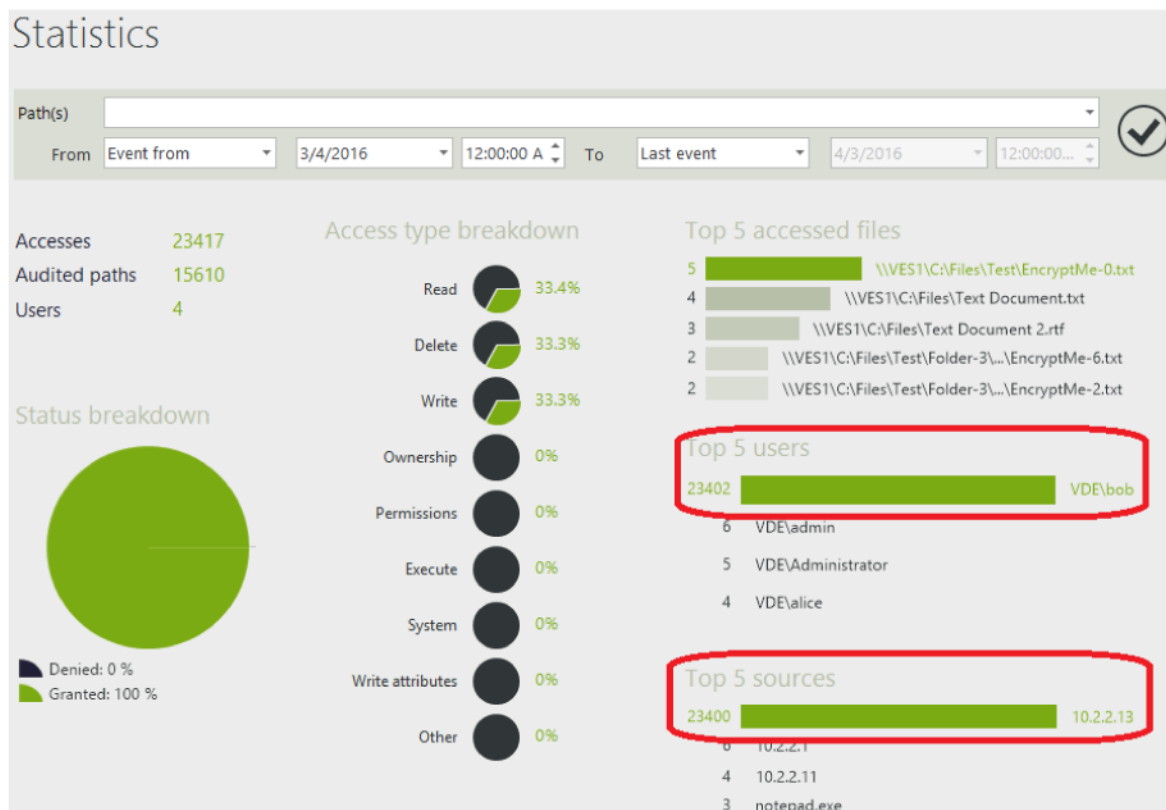 Statistics
Path(s)
From Event from 3/4/2016 12:00:00 A To Last event 4/3/2016 12:00:00...
Accesses 23417
Audited paths 15610
Users 4
Status breakdown
Denied: 0 %
Granted: 100 %
Access type breakdown
Read 33.4%
Delete 33.3%
Write 33.3%
Ownership 0%
Permissions 0%
Execute 0%
System 0%
Write attributes 0%
Other 0%
Top 5 accessed files
5 \\VES1\C:\Files\Test\EncryptMe-0.txt
4 \\VES1\C:\Files\Text Document.txt
3 \\VES1\C:\Files\Text Document 2.rtf
2 \\VES1\C:\Files\Test\Folder-3\...\EncryptMe-6.txt
2 \\VES1\C:\Files\Test\Folder-3\...\EncryptMe-2.txt
Top 5 users
23402 VDE\bob
6 VDE\admin
5 VDE\Administrator
4 VDE\alice
Top 5 sources
23400 10.2.2.13
6 10.2.2.1
4 10.2.2.11
3 notepad.exe